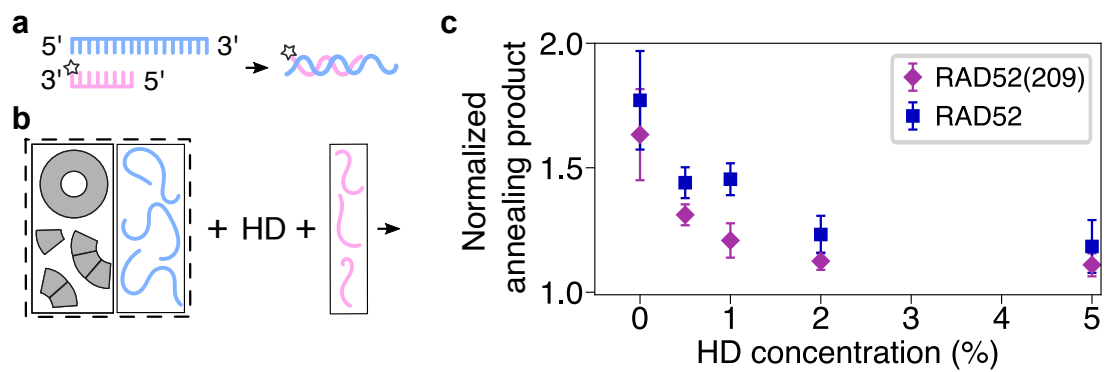 a
5' 3'
3' 5'
b
+ HD +
c
Normalized
annealing product
2.0
1.5
1.0
RAD52(209)
RAD52
0 1 2 3 4 5
HD concentration (%)